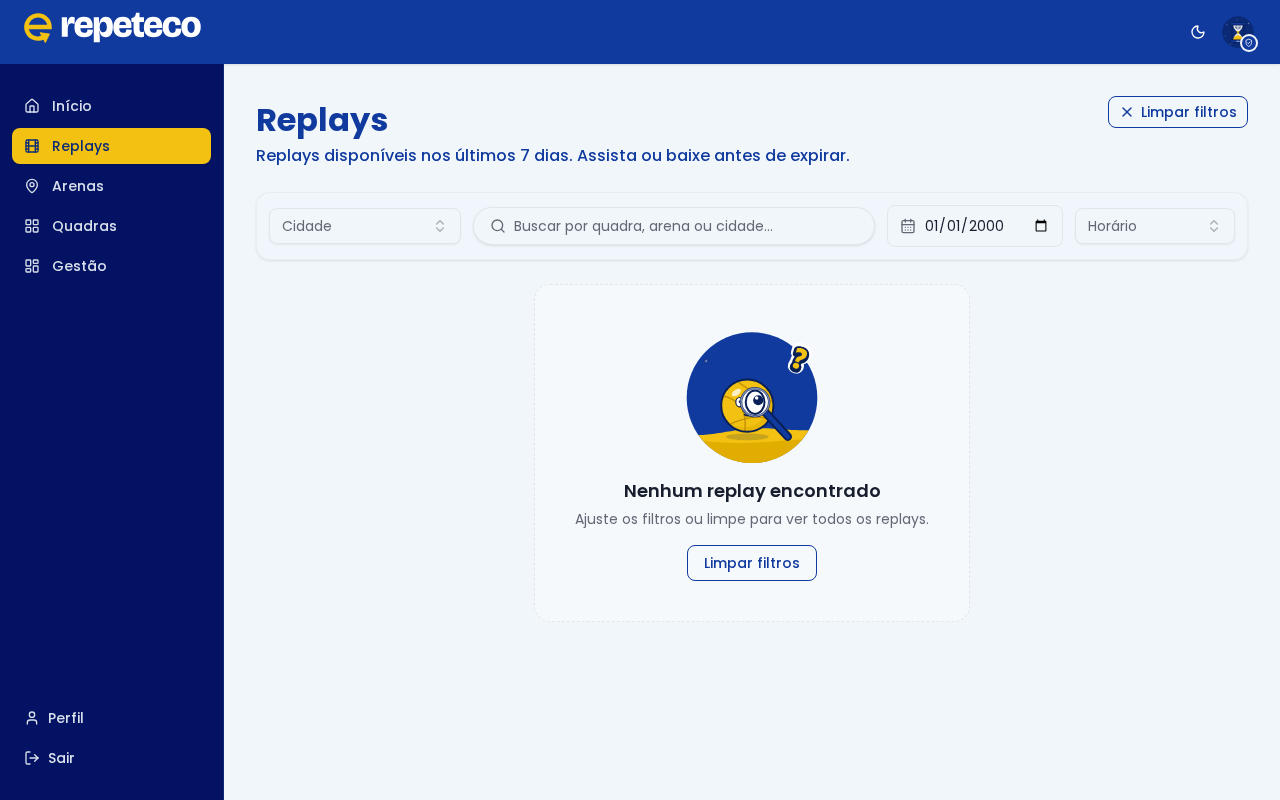 repeteco
Início
Replays
Arenas
Quadras
Gestão
Perfil
Sair
Replays
Limpar filtros
Replays disponíveis nos últimos 7 dias. Assista ou baixe antes de expirar.
Cidade
Buscar por quadra, arena ou cidade...
01/01/2000
Horário
?
Nenhum replay encontrado
Ajuste os filtros ou limpe para ver todos os replays.
Limpar filtros